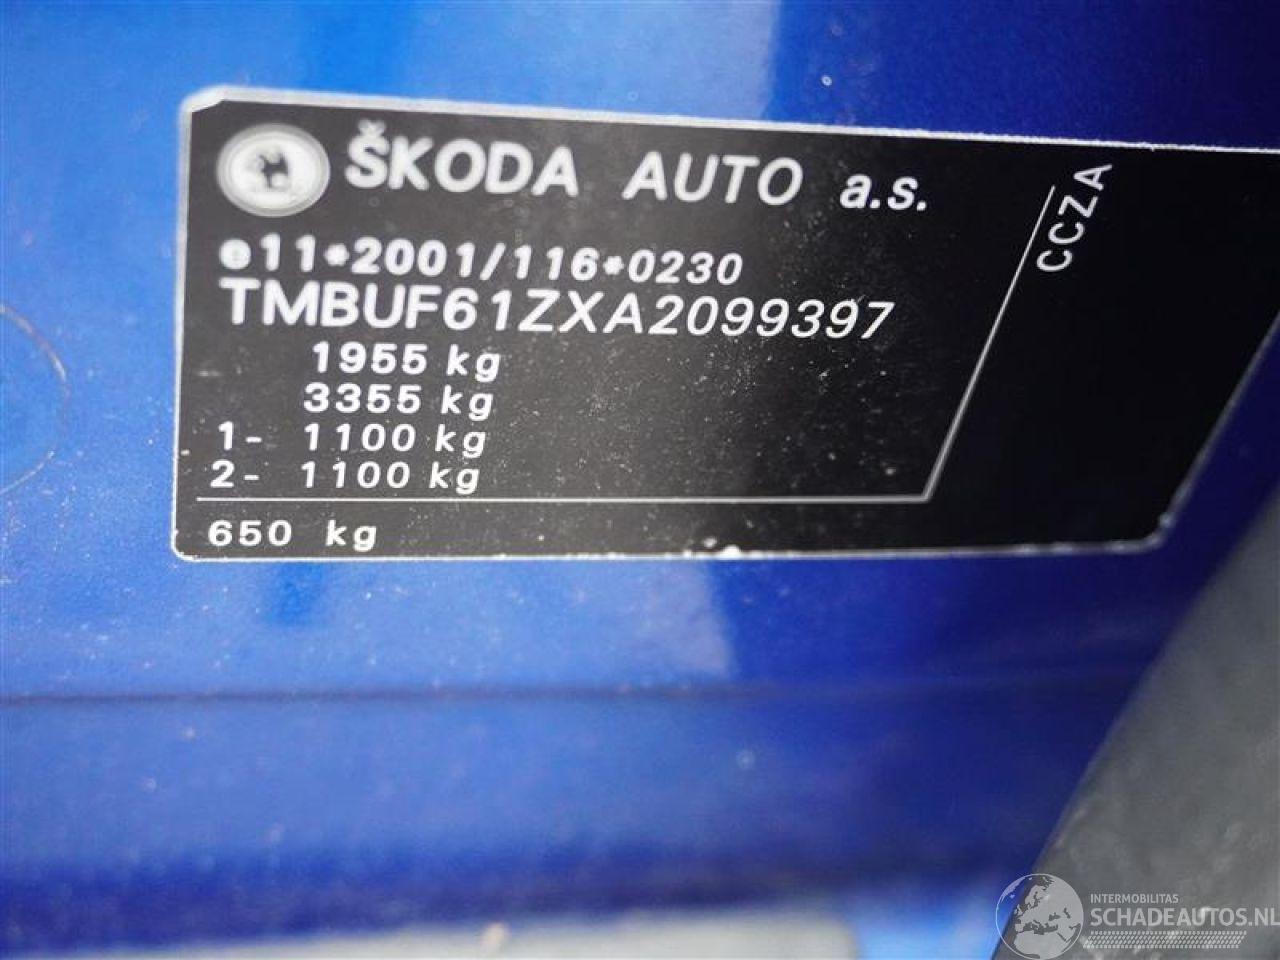 ŠKODA AUTO a.s.
CCZA
e11*2001/116*0230
TMBUF61ZXA2099397
1955 kg
3355 kg
1- 1100 kg
2- 1100 kg
650 kg
INTERMOBILITAS
SCHADEAUTOS.NL